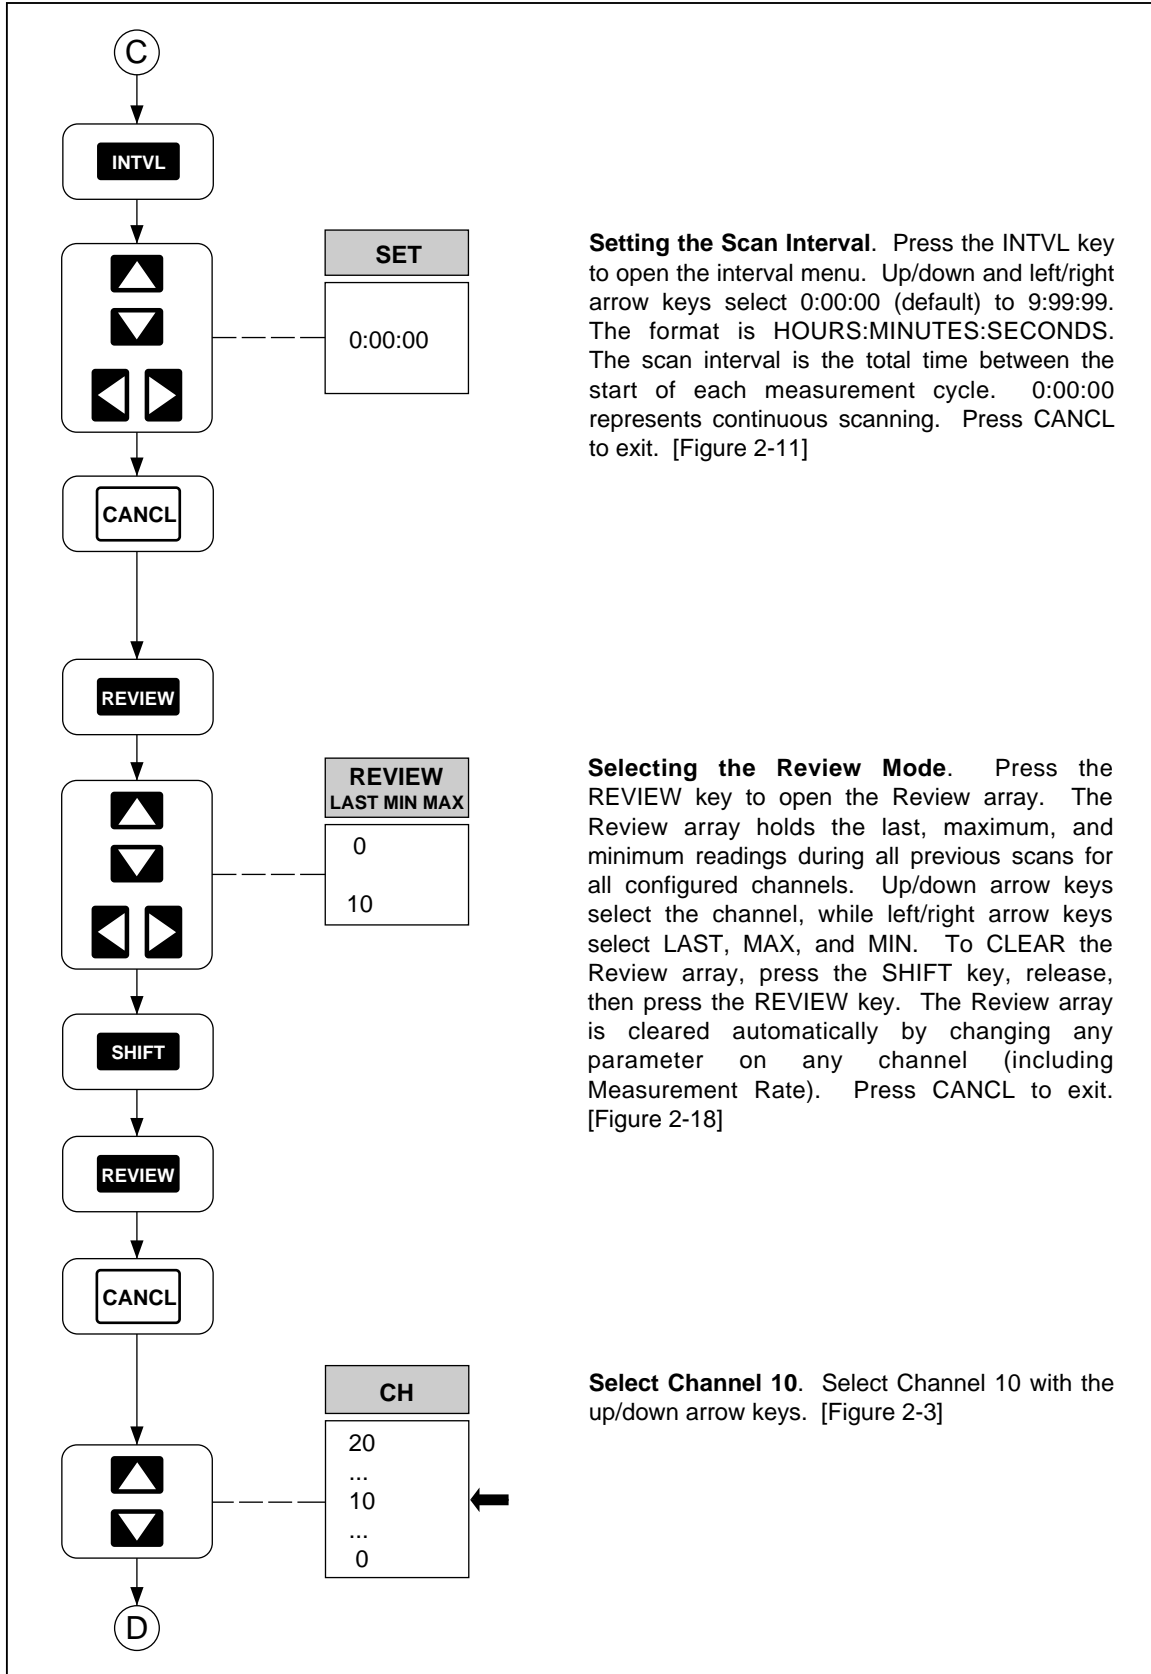 C
INTVL
SET
0:00:00
Setting the Scan Interval. Press the INTVL key
to open the interval menu. Up/down and left/right
arrow keys select 0:00:00 (default) to 9:99:99.
The format is HOURS:MINUTES:SECONDS.
The scan interval is the total time between the
start of each measurement cycle. 0:00:00
represents continuous scanning. Press CANCL
to exit. [Figure 2-11]
CANCL
REVIEW
REVIEW
LAST MIN MAX
0
10
Selecting the Review Mode. Press the
REVIEW key to open the Review array. The
Review array holds the last, maximum, and
minimum readings during all previous scans for
all configured channels. Up/down arrow keys
select the channel, while left/right arrow keys
select LAST, MAX, and MIN. To CLEAR the
Review array, press the SHIFT key, release,
then press the REVIEW key. The Review array
is cleared automatically by changing any
parameter on any channel (including
Measurement Rate). Press CANCL to exit.
[Figure 2-18]
SHIFT
REVIEW
CANCL
CH
20
...
10
...
0
Select Channel 10. Select Channel 10 with the
up/down arrow keys. [Figure 2-3]
D